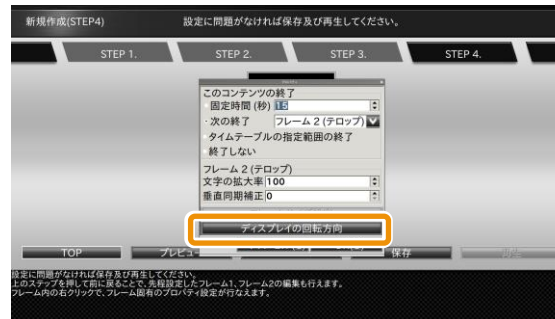 新規作成(STEP4)
設定に問題がなければ保存及び再生してください。
STEP 1.
STEP 2.
STEP 3.
STEP 4.
このコンテンツの終了
固定時間 (秒) 15
次の終了 フレーム 2 (テロップ)
タイムテーブルの指定範囲の終了
終了しない
フレーム 2 (テロップ)
文字の拡大率 100
垂直同期補正 0
ディスプレイの回転方向
TOP
プレビュー
保存
再生
設定に問題がなければ保存及び再生してください。
上のステップを押して前に戻ることで、先程設定したフレーム1、フレーム2の編集も行えます。
フレーム内の右クリックで、フレーム固有のプロパティ設定が行なえます。